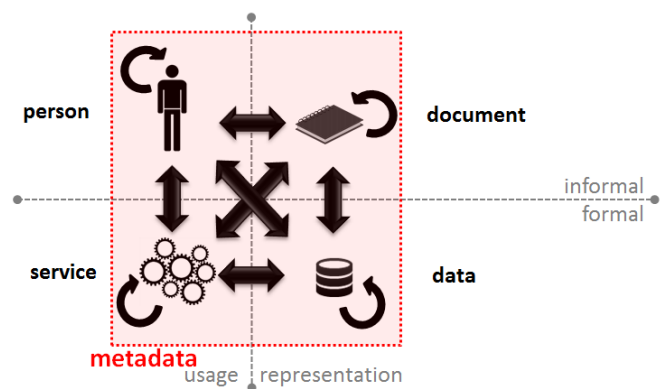 person
document
informal
formal
service
data
metadata
usage
representation